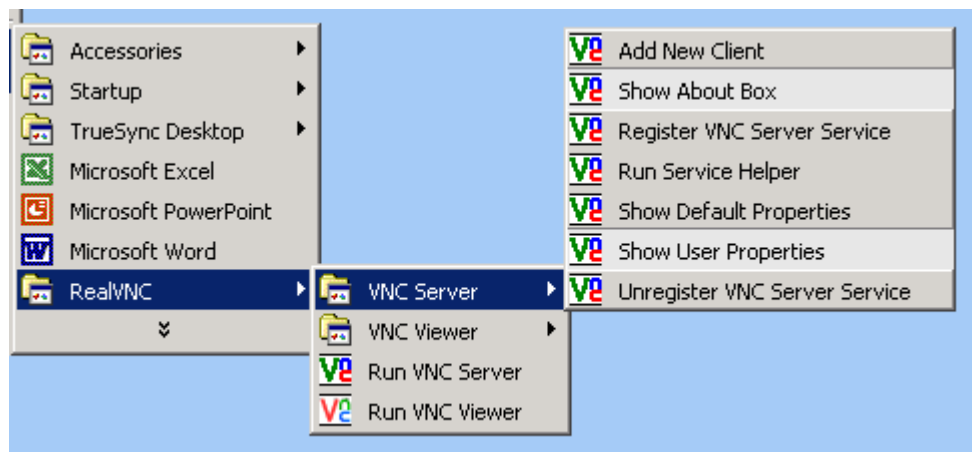 Accessories
Startup
TrueSync Desktop
Microsoft Excel
Microsoft PowerPoint
Microsoft Word
RealVNC
VNC Server
VNC Viewer
Run VNC Server
Run VNC Viewer
Add New Client
Show About Box
Register VNC Server Service
Run Service Helper
Show Default Properties
Show User Properties
Unregister VNC Server Service